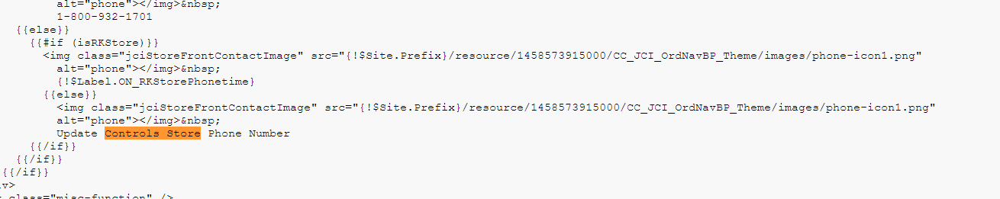 alt="phone"></img>&nbsp;
1-800-932-1701
{{else}}
{{#if (isRKStore)}}
<img class="jciStoreFrontContactImage" src="{!$Site.Prefix}/resource/1458573915000/CC_JCI_OrdNavBP_Theme/images/phone-icon1.png"
alt="phone"></img>&nbsp;
{!$Label.ON_RKStorePhonetime}
{{else}}
<img class="jciStoreFrontContactImage" src="{!$Site.Prefix}/resource/1458573915000/CC_JCI_OrdNavBP_Theme/images/phone-icon1.png"
alt="phone"></img>&nbsp;
Update Controls Store Phone Number
{{/if}}
{{/if}}
{{/if}}
iv>
class="misc-function" />